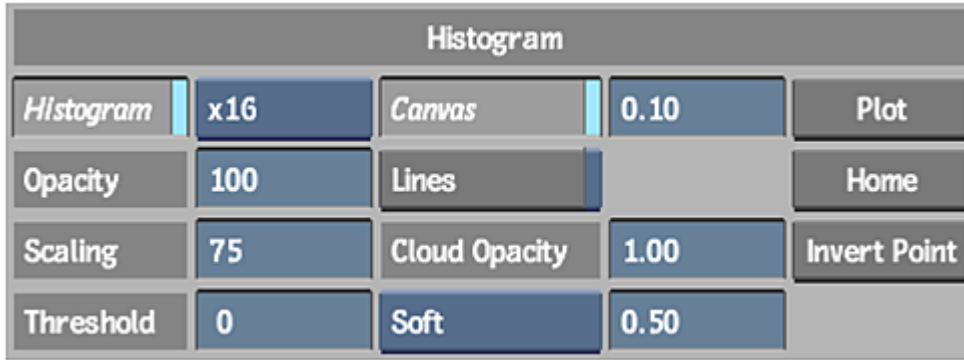 Histogram
Histogram x16 Canvas 0.10 Plot
Opacity 100 Lines Home
Scaling 75 Cloud Opacity 1.00 Invert Point
Threshold 0 Soft 0.50